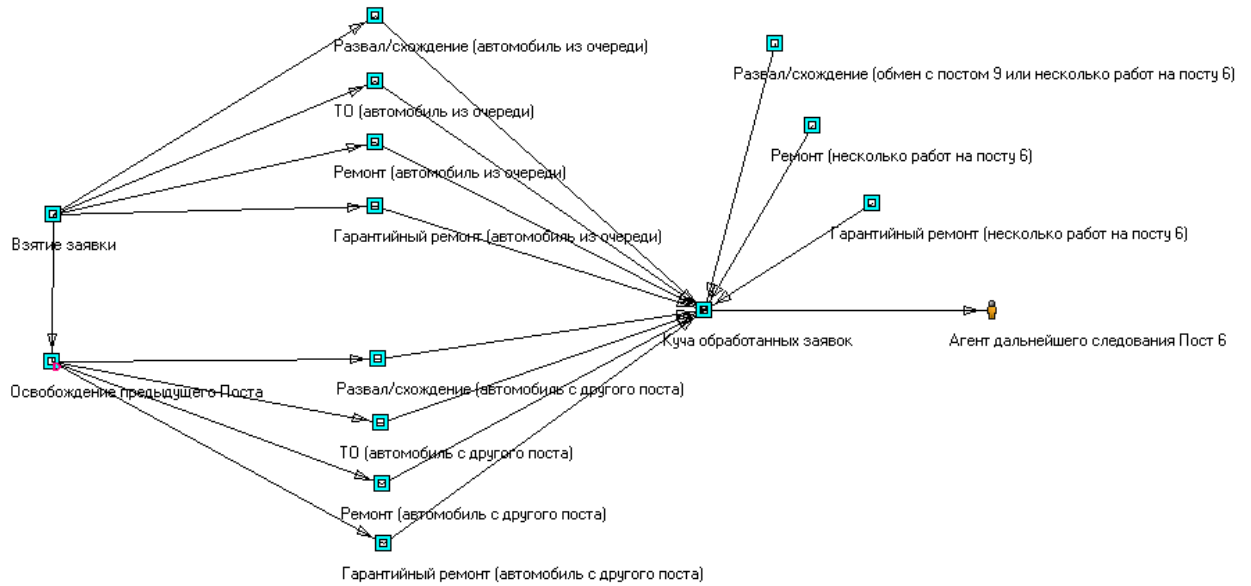 Развал/схождение (автомобиль из очереди)
Развал/схождение (обмен с постом 9 или несколько работ на посту 6)
ТО (автомобиль из очереди)
Ремонт (несколько работ на посту 6)
Ремонт (автомобиль из очереди)
Гарантийный ремонт (несколько работ на посту 6)
Гарантийный ремонт (автомобиль из очереди)
Взятие заявки
Куча обработанных заявок
Агент дальнейшего следования Пост 6
Освобождение предыдущего Поста
Развал/схождение (автомобиль с другого поста)
ТО (автомобиль с другого поста)
Ремонт (автомобиль с другого поста)
Гарантийный ремонт (автомобиль с другого поста)